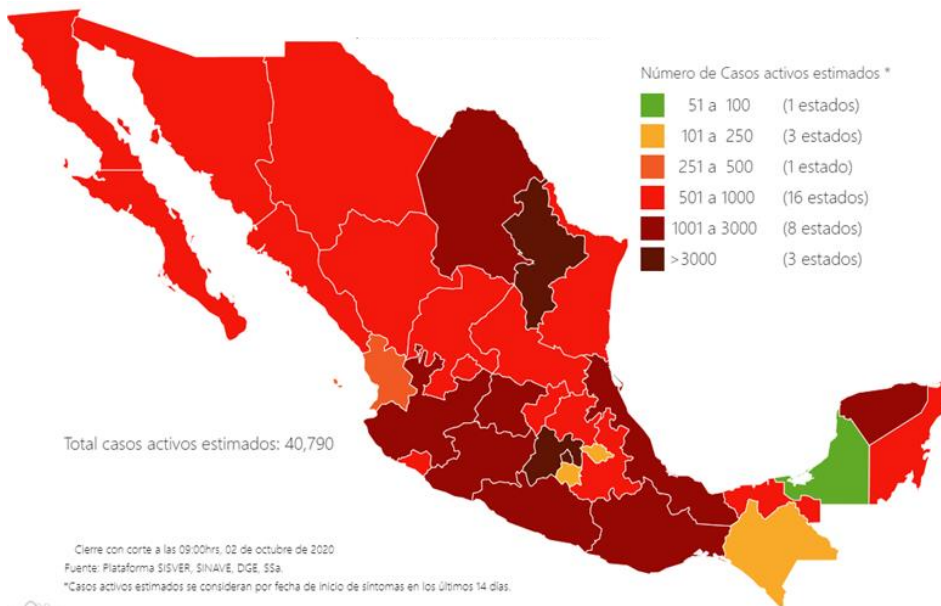 Número de Casos activos estimados *
51 a 100 (1 estados)
101 a 250 (3 estados)
251 a 500 (1 estado)
501 a 1000 (16 estados)
1001 a 3000 (8 estados)
>3000 (3 estados)
Total casos activos estimados: 40,790
Cierre con corte a las 09:00hrs, 02 de octubre de 2020
Fuente: Plataforma SISVER, SINAVE, DGE, SSa.
*Casos activos estimados se consideran por fecha de inicio de síntomas en los últimos 14 días.